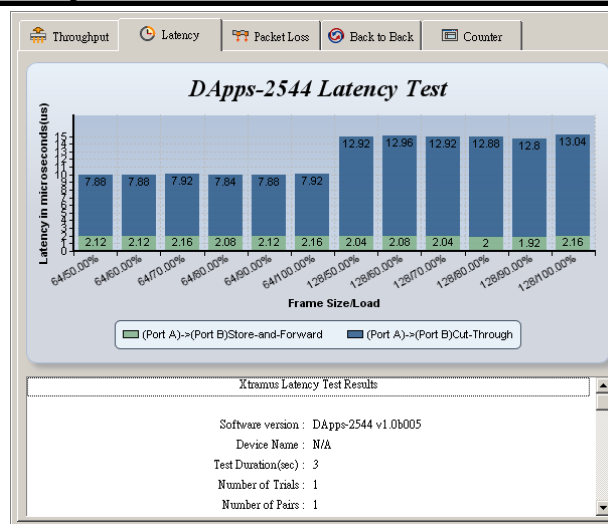 Throughput
Latency
Packet Loss
Back to Back
Counter
DApps-2544 Latency Test
Latency in microseconds(us)
15
10
9
8
7
6
5
4
3
2
1
0
7.88 7.88 7.92 7.84 7.88 7.92 12.92 12.96 12.92 12.88 12.8 13.04
2.12 2.12 2.16 2.08 2.12 2.16 2.04 2.08 2.04 2 1.92 2.16
64/50.00% 64/60.00% 64/70.00% 64/80.00% 64/90.00% 64/100.00% 128/50.00% 128/60.00% 128/70.00% 128/80.00% 128/90.00% 128/100.00%
Frame Size/Load
(Port A)->(Port B)Store-and-Forward
(Port A)->(Port B)Cut-Through
Xtramus Latency Test Results
Software version : DApps-2544 v1.0b005
Device Name : N/A
Test Duration(sec) : 3
Number of Trials : 1
Number of Pairs : 1